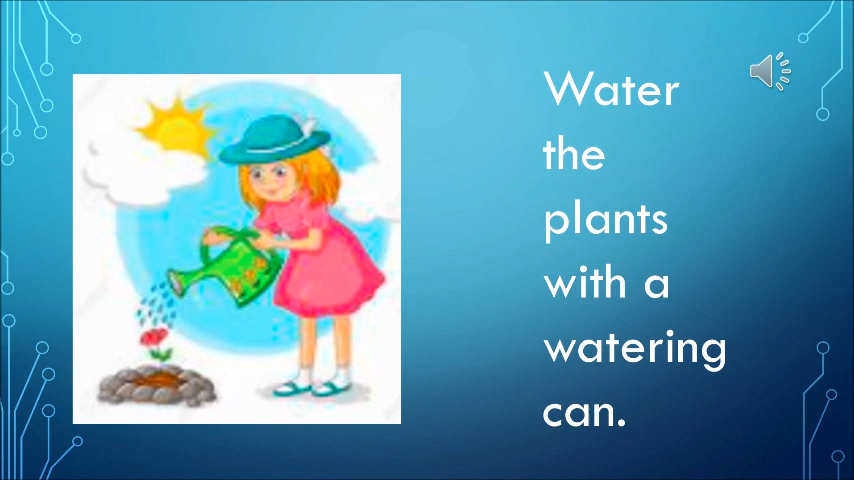 Water
the
plants
with a
watering
can.